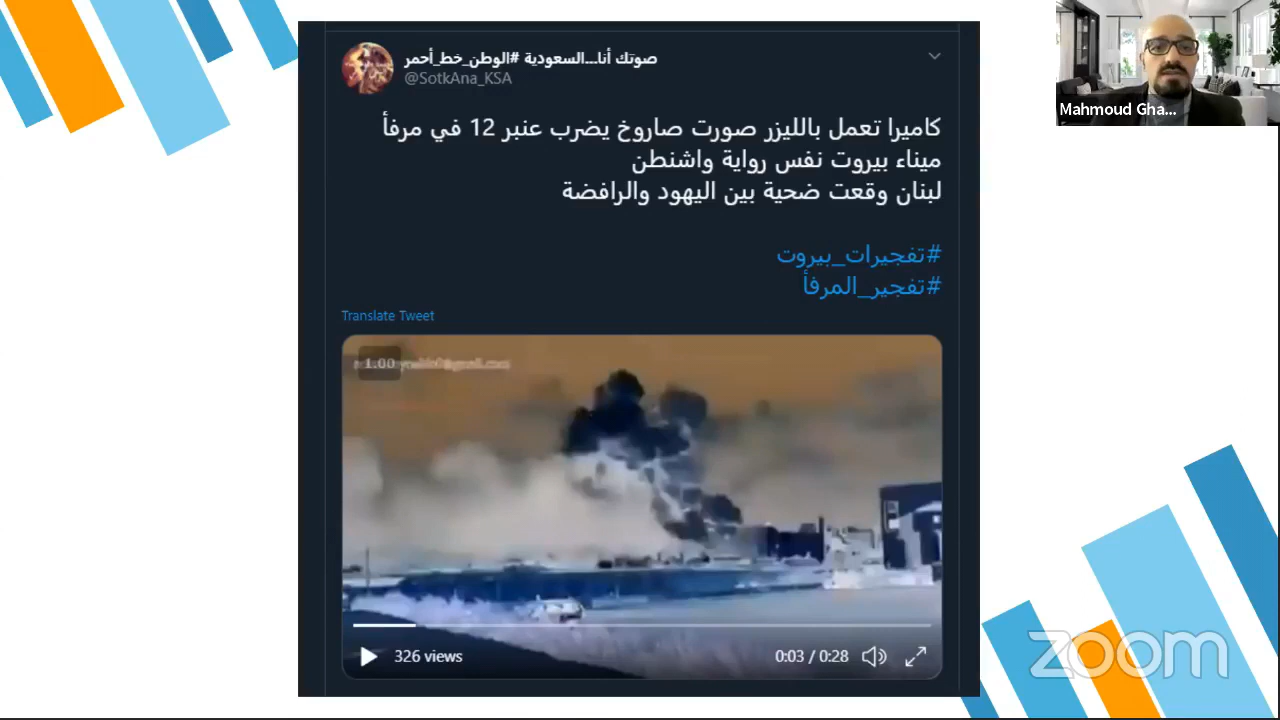 صوتك أنا...السعودية #الوطن_خط_أحمر
@SotkAna_KSA
Mahmoud Gha...
كاميرا تعمل بالليزر صورت صاروخ يضرب عنبر 12 في مرفأ
ميناء بيروت نفس رواية واشنطن
لبنان وقعت ضحية بين اليهود والرافضة
#تفجيرات_بيروت
#تفجير_المرفأ
Translate Tweet
1.00
326 views
0:03 / 0:28
zoom